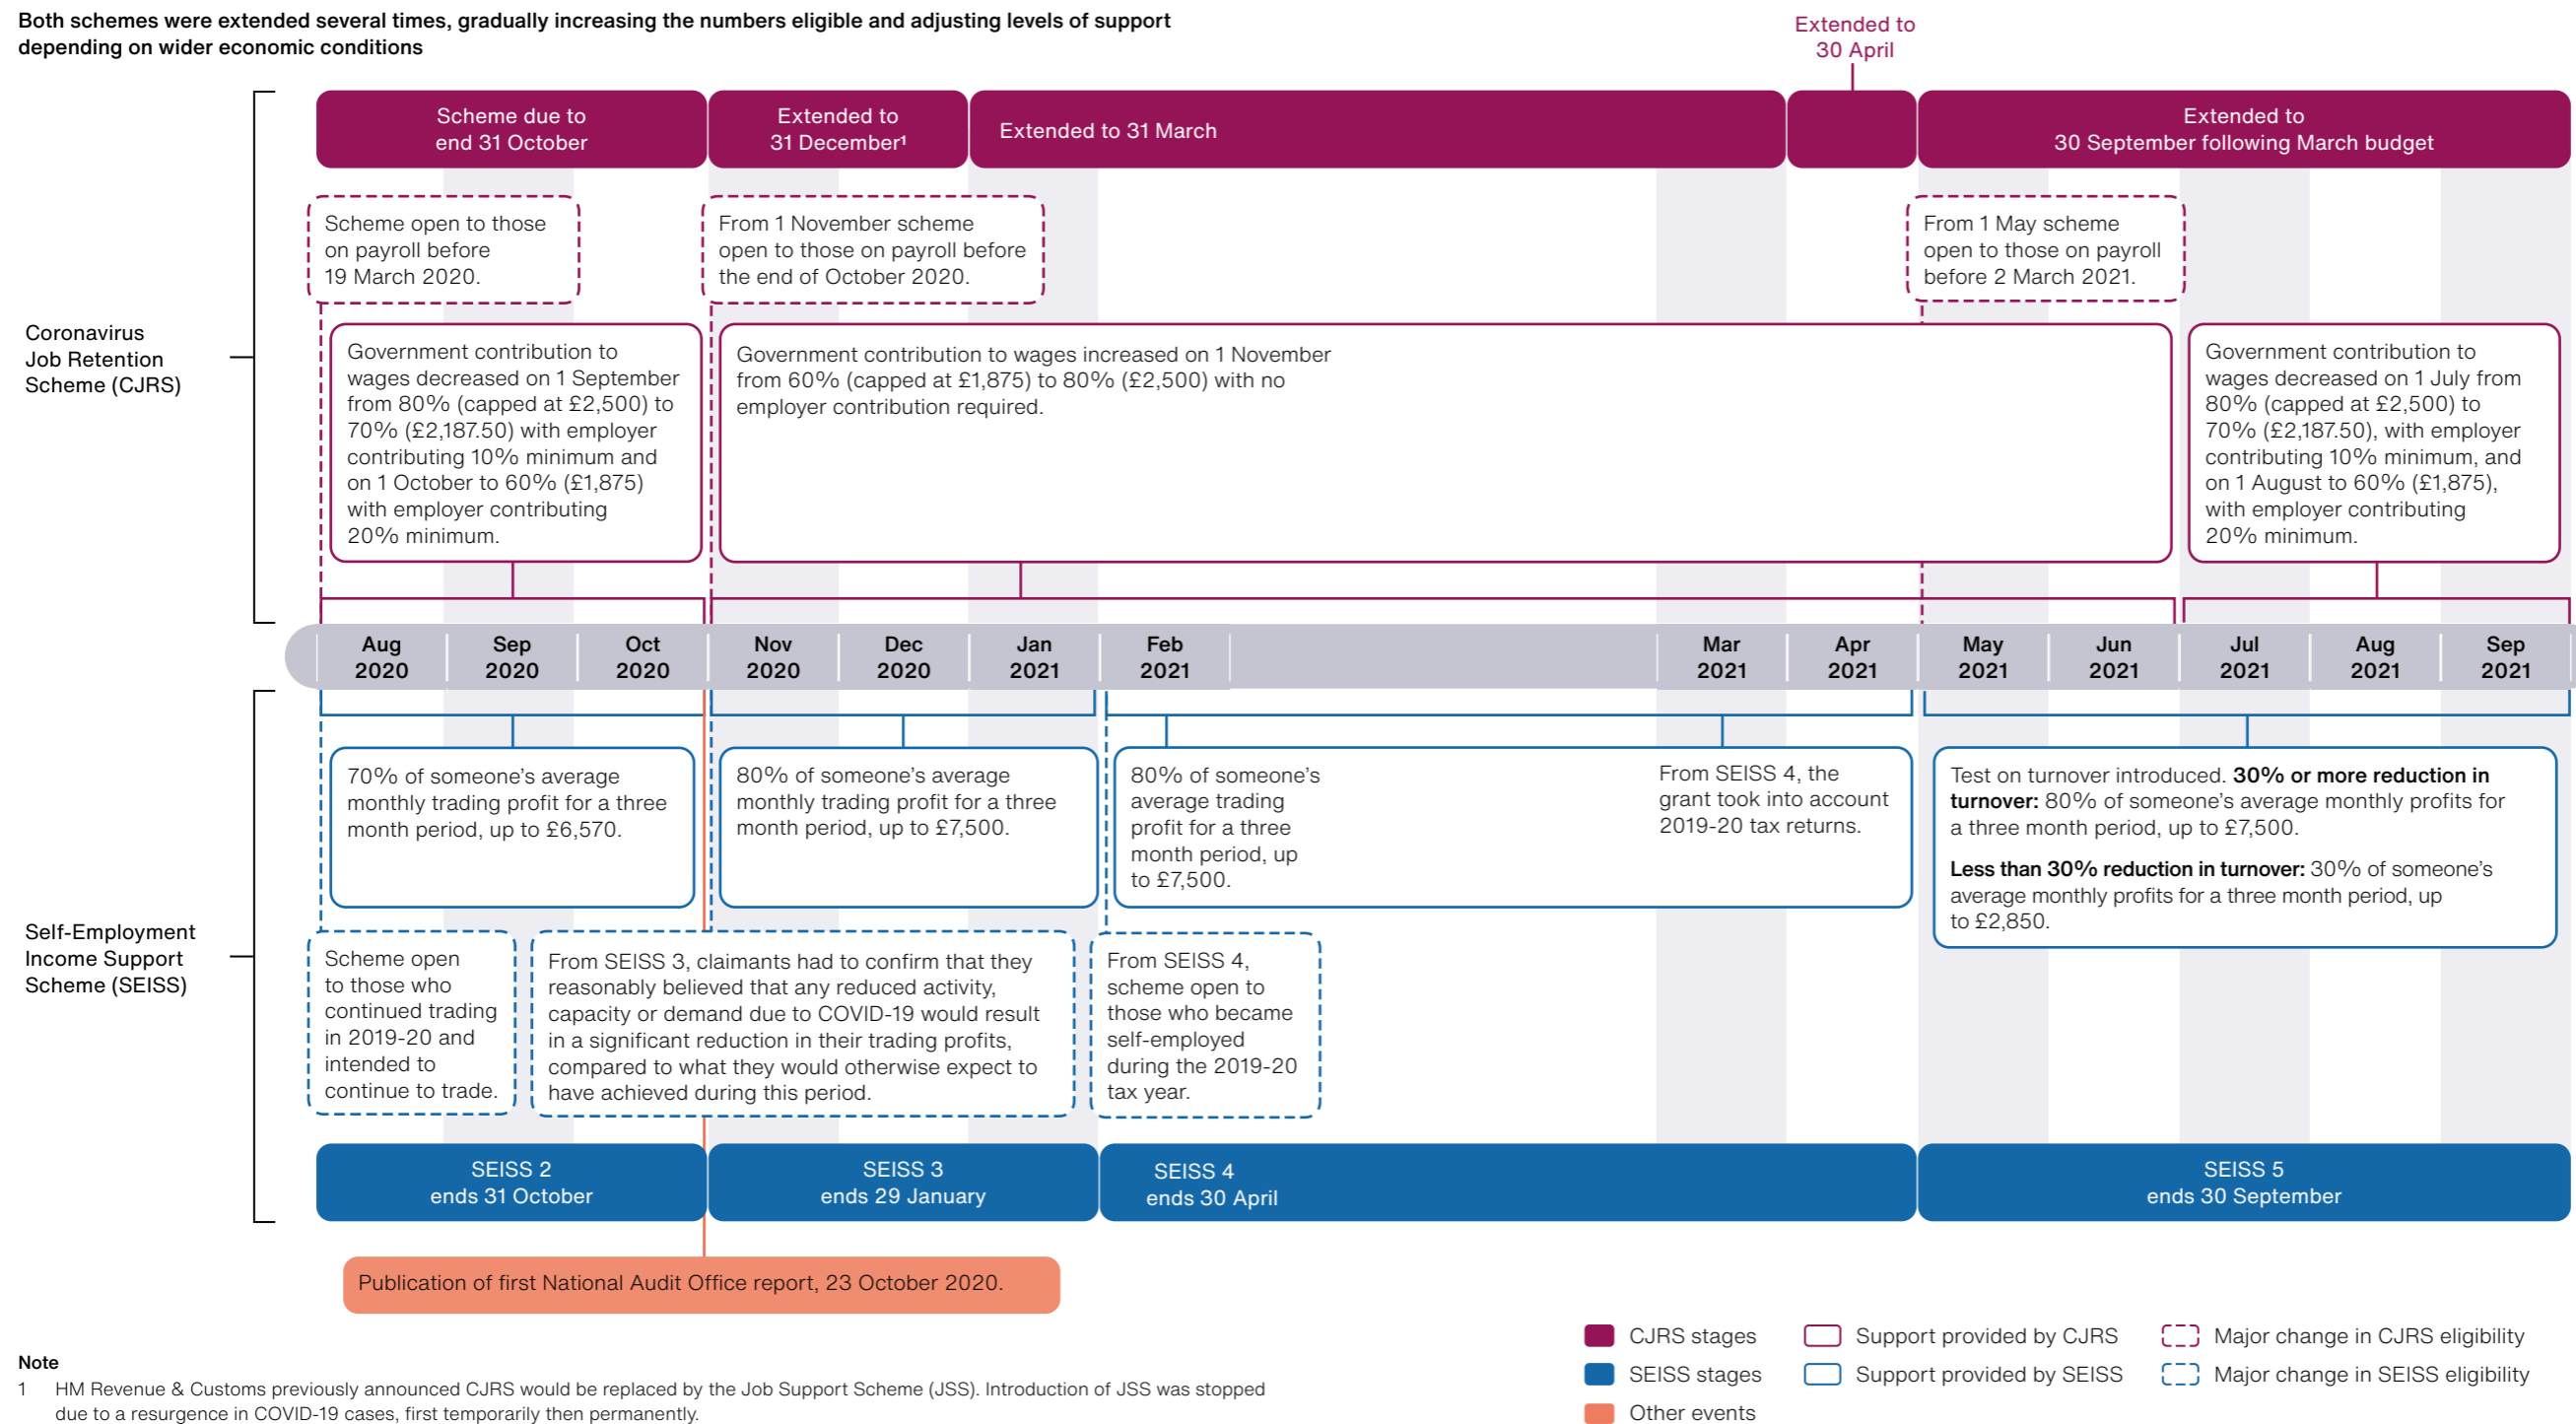 Both schemes were extended several times, gradually increasing the numbers eligible and adjusting levels of support
depending on wider economic conditions
Extended to
30 April
Scheme due to
end 31 October
Extended to
31 December¹
Extended to 31 March
Extended to
30 September following March budget
Scheme open to those
on payroll before
19 March 2020.
From 1 November scheme
open to those on payroll before
the end of October 2020.
From 1 May scheme
open to those on payroll
before 2 March 2021.
Coronavirus
Job Retention
Scheme (CJRS)
Government contribution to
wages decreased on 1 September
from 80% (capped at £2,500) to
70% (£2,187.50) with employer
contributing 10% minimum and
on 1 October to 60% (£1,875)
with employer contributing
20% minimum.
Government contribution to wages increased on 1 November
from 60% (capped at £1,875) to 80% (£2,500) with no
employer contribution required.
Government contribution to
wages decreased on 1 July from
80% (capped at £2,500) to
70% (£2,187.50), with employer
contributing 10% minimum, and
on 1 August to 60% (£1,875),
with employer contributing
20% minimum.
Aug
2020
Sep
2020
Oct
2020
Nov
2020
Dec
2020
Jan
2021
Feb
2021
Mar
2021
Apr
2021
May
2021
Jun
2021
Jul
2021
Aug
2021
Sep
2021
70% of someone's average
monthly trading profit for a three
month period, up to £6,570.
80% of someone's average
monthly trading profit for a three
month period, up to £7,500.
80% of someone's
average trading
profit for a three
month period, up
to £7,500.
From SEISS 4, the
grant took into account
2019-20 tax returns.
Test on turnover introduced. 30% or more reduction in
turnover: 80% of someone's average monthly profits for
a three month period, up to £7,500.
Less than 30% reduction in turnover: 30% of someone's
average monthly profits for a three month period, up
to £2,850.
Self-Employment
Income Support
Scheme (SEISS)
Scheme open
to those who
continued trading
in 2019-20 and
intended to
continue to trade.
From SEISS 3, claimants had to confirm that they
reasonably believed that any reduced activity,
capacity or demand due to COVID-19 would result
in a significant reduction in their trading profits,
compared to what they would otherwise expect to
have achieved during this period.
From SEISS 4,
scheme open to
those who became
self-employed
during the 2019-20
tax year.
SEISS 2
ends 31 October
SEISS 3
ends 29 January
SEISS 4
ends 30 April
SEISS 5
ends 30 September
Publication of first National Audit Office report, 23 October 2020.
CJRS stages
Support provided by CJRS
Major change in CJRS eligibility
SEISS stages
Support provided by SEISS
Major change in SEISS eligibility
Other events
Note
1 HM Revenue & Customs previously announced CJRS would be replaced by the Job Support Scheme (JSS). Introduction of JSS was stopped
due to a resurgence in COVID-19 cases, first temporarily then permanently.